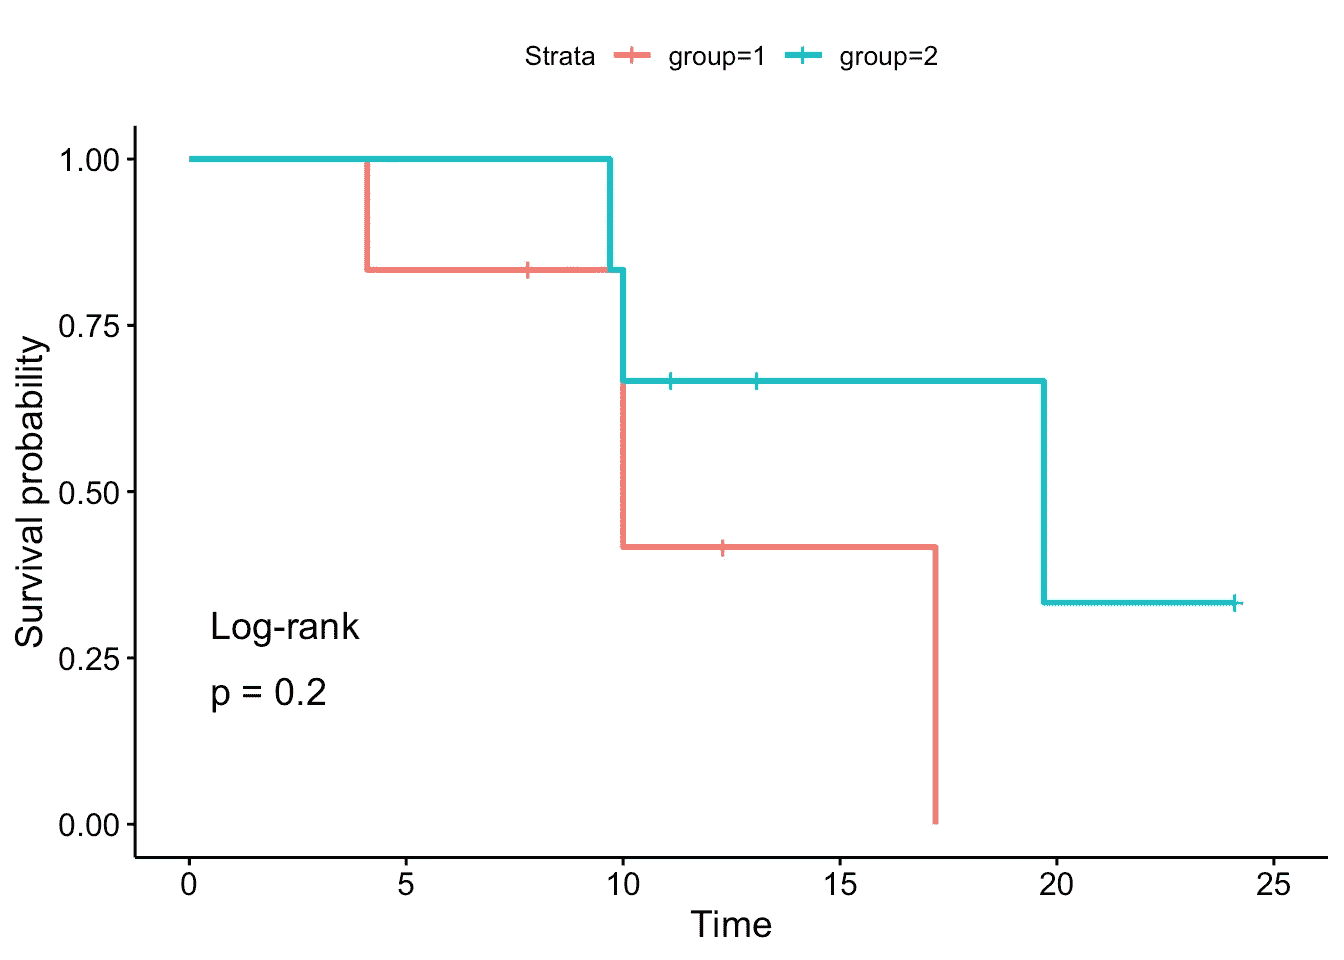 Strata group=1 group=2
1.00
0.75
0.50
0.25
0.00
Survival probability
Log-rank
p = 0.2
0 5 10 15 20 25
Time